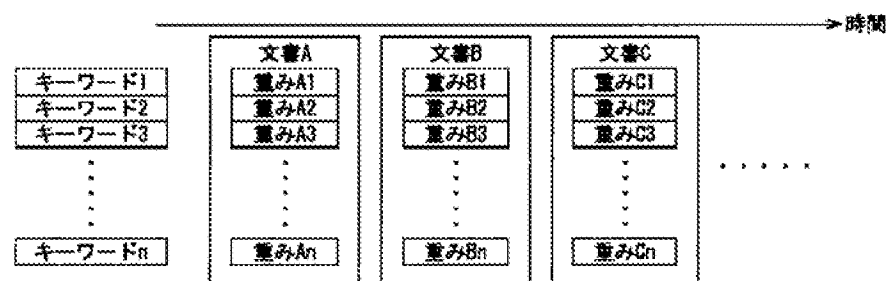 時間
文書A 文書B 文書C
キーワード1 重みA1 重みB1 重みC1
キーワード2 重みA2 重みB2 重みC2
キーワード3 重みA3 重みB3 重みC3
キーワードn 重みAn 重みBn 重みCn